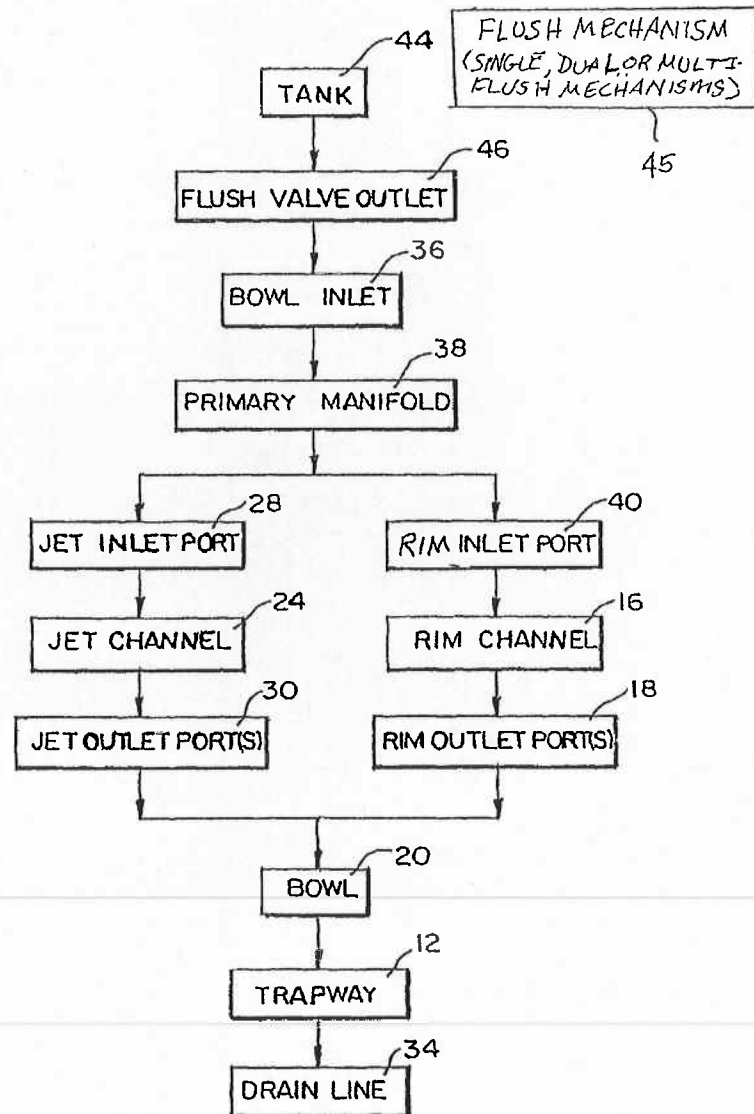 44
TANK
FLUSH MECHANISM
(SINGLE, DUAL OR MULTI-
FLUSH MECHANISMS)
45
46
FLUSH VALVE OUTLET
36
BOWL INLET
38
PRIMARY MANIFOLD
28
JET INLET PORT
40
RIM INLET PORT
24
JET CHANNEL
16
RIM CHANNEL
30
JET OUTLET PORT(S)
18
RIM OUTLET PORT(S)
20
BOWL
12
TRAPWAY
34
DRAIN LINE